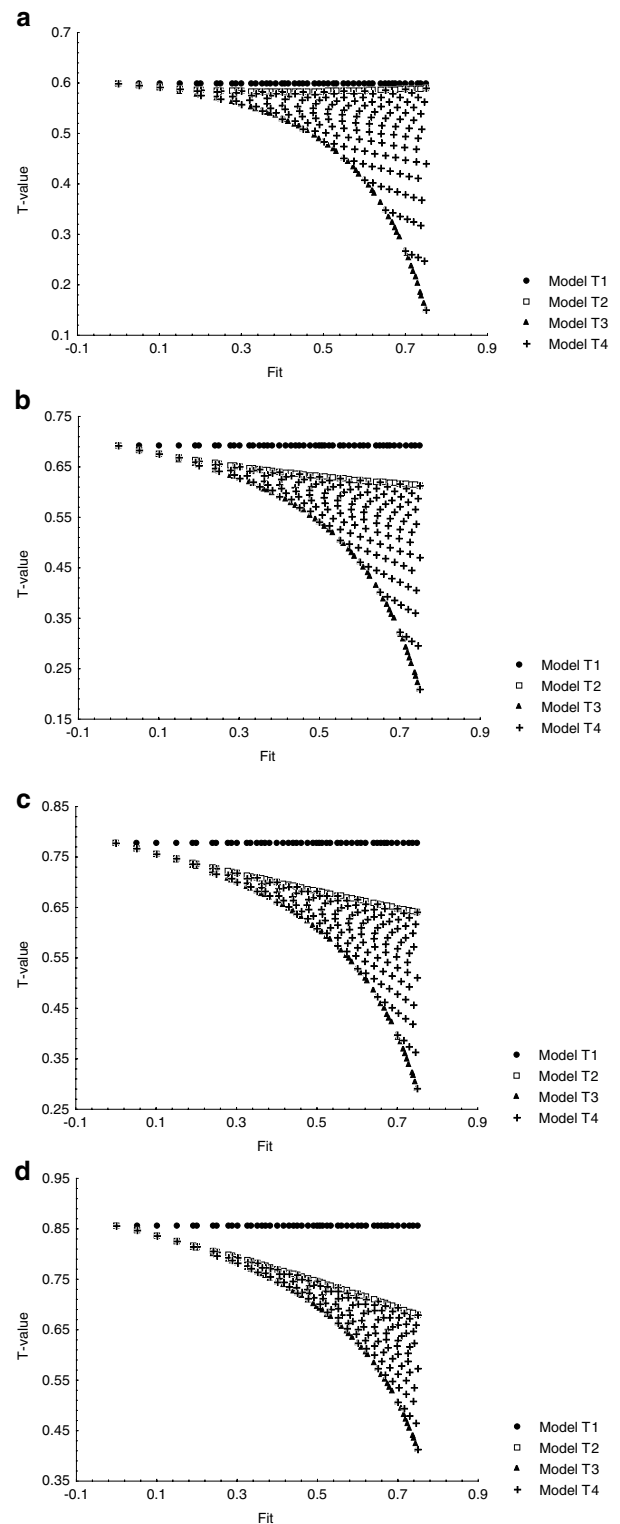 a
0.7
0.6
0.5
0.4
0.3
0.2
0.1
T-value
-0.1 0.1 0.3 0.5 0.7 0.9
Fit
Model T1
Model T2
Model T3
Model T4
b
0.75
0.65
0.55
0.45
0.35
0.25
0.15
T-value
-0.1 0.1 0.3 0.5 0.7 0.9
Fit
Model T1
Model T2
Model T3
Model T4
c
0.85
0.75
0.65
0.55
0.45
0.35
0.25
T-value
-0.1 0.1 0.3 0.5 0.7 0.9
Fit
Model T1
Model T2
Model T3
Model T4
d
0.95
0.85
0.75
0.65
0.55
0.45
0.35
T-value
-0.1 0.1 0.3 0.5 0.7 0.9
Fit
Model T1
Model T2
Model T3
Model T4